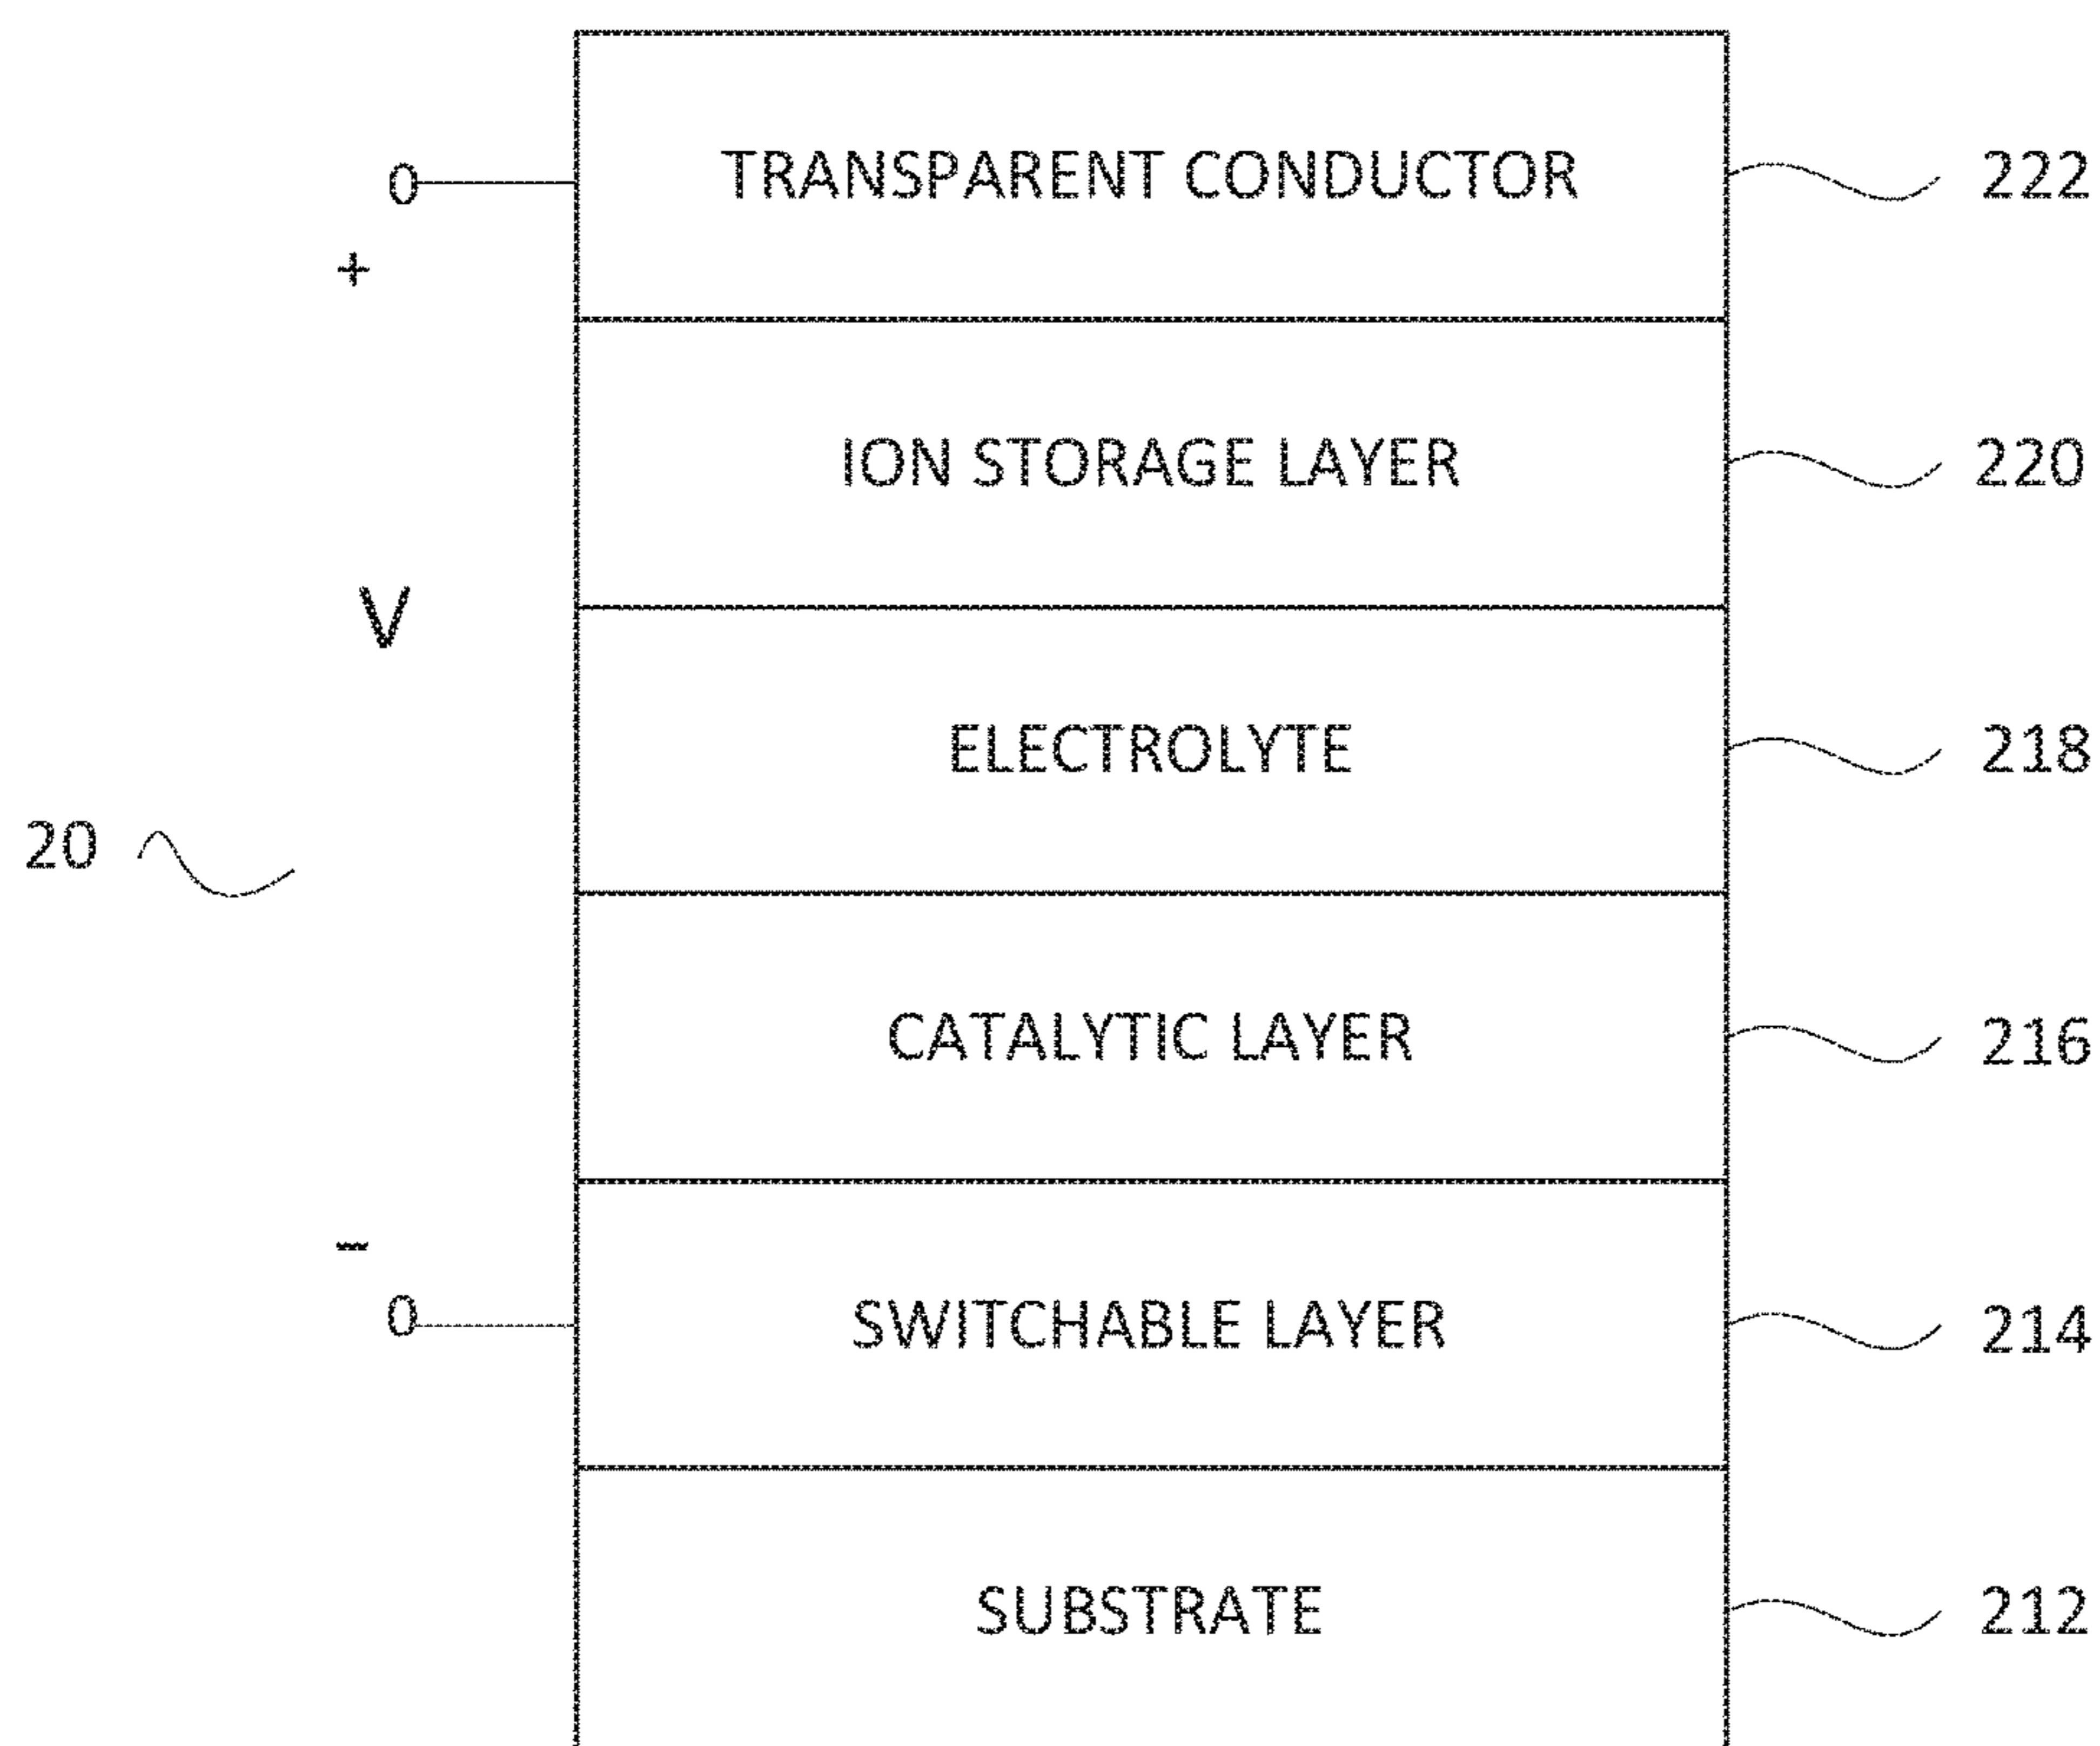 0 TRANSPARENT CONDUCTOR 222
+
ION STORAGE LAYER 220
V
ELECTROLYTE 218
20
CATALYTIC LAYER 216
–
0 SWITCHABLE LAYER 214
SUBSTRATE 212